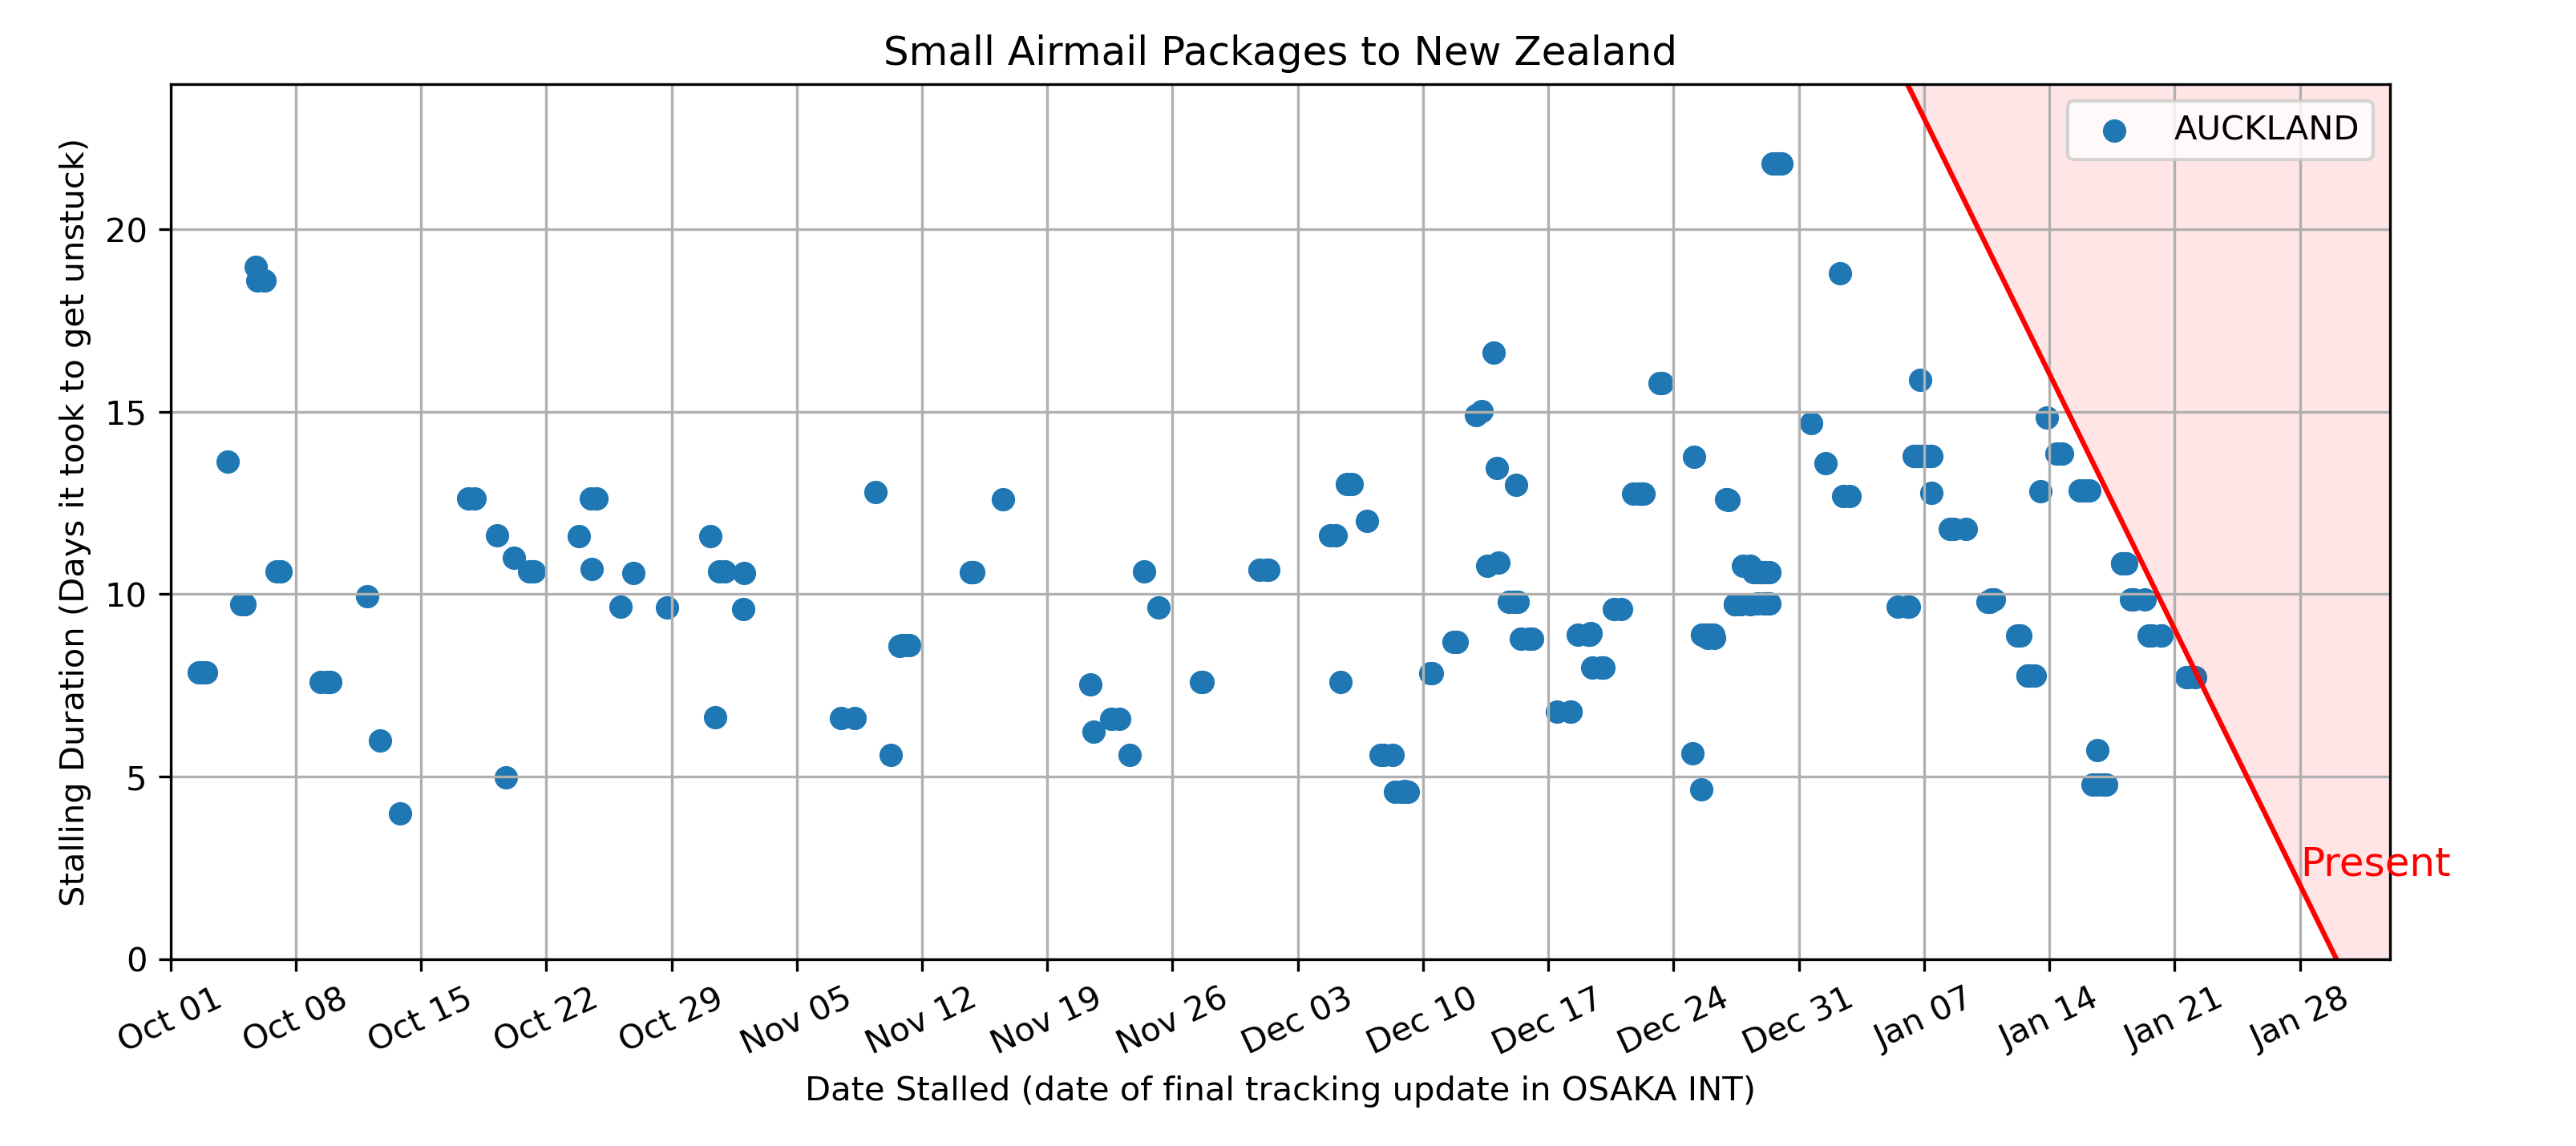 Small Airmail Packages to New Zealand
AUCKLAND
Stalling Duration (Days it took to get unstuck)
20
15
10
5
0
Present
Oct 01
Oct 08
Oct 15
Oct 22
Oct 29
Nov 05
Nov 12
Nov 19
Nov 26
Dec 03
Dec 10
Dec 17
Dec 24
Dec 31
Jan 07
Jan 14
Jan 21
Jan 28
Date Stalled (date of final tracking update in OSAKA INT)